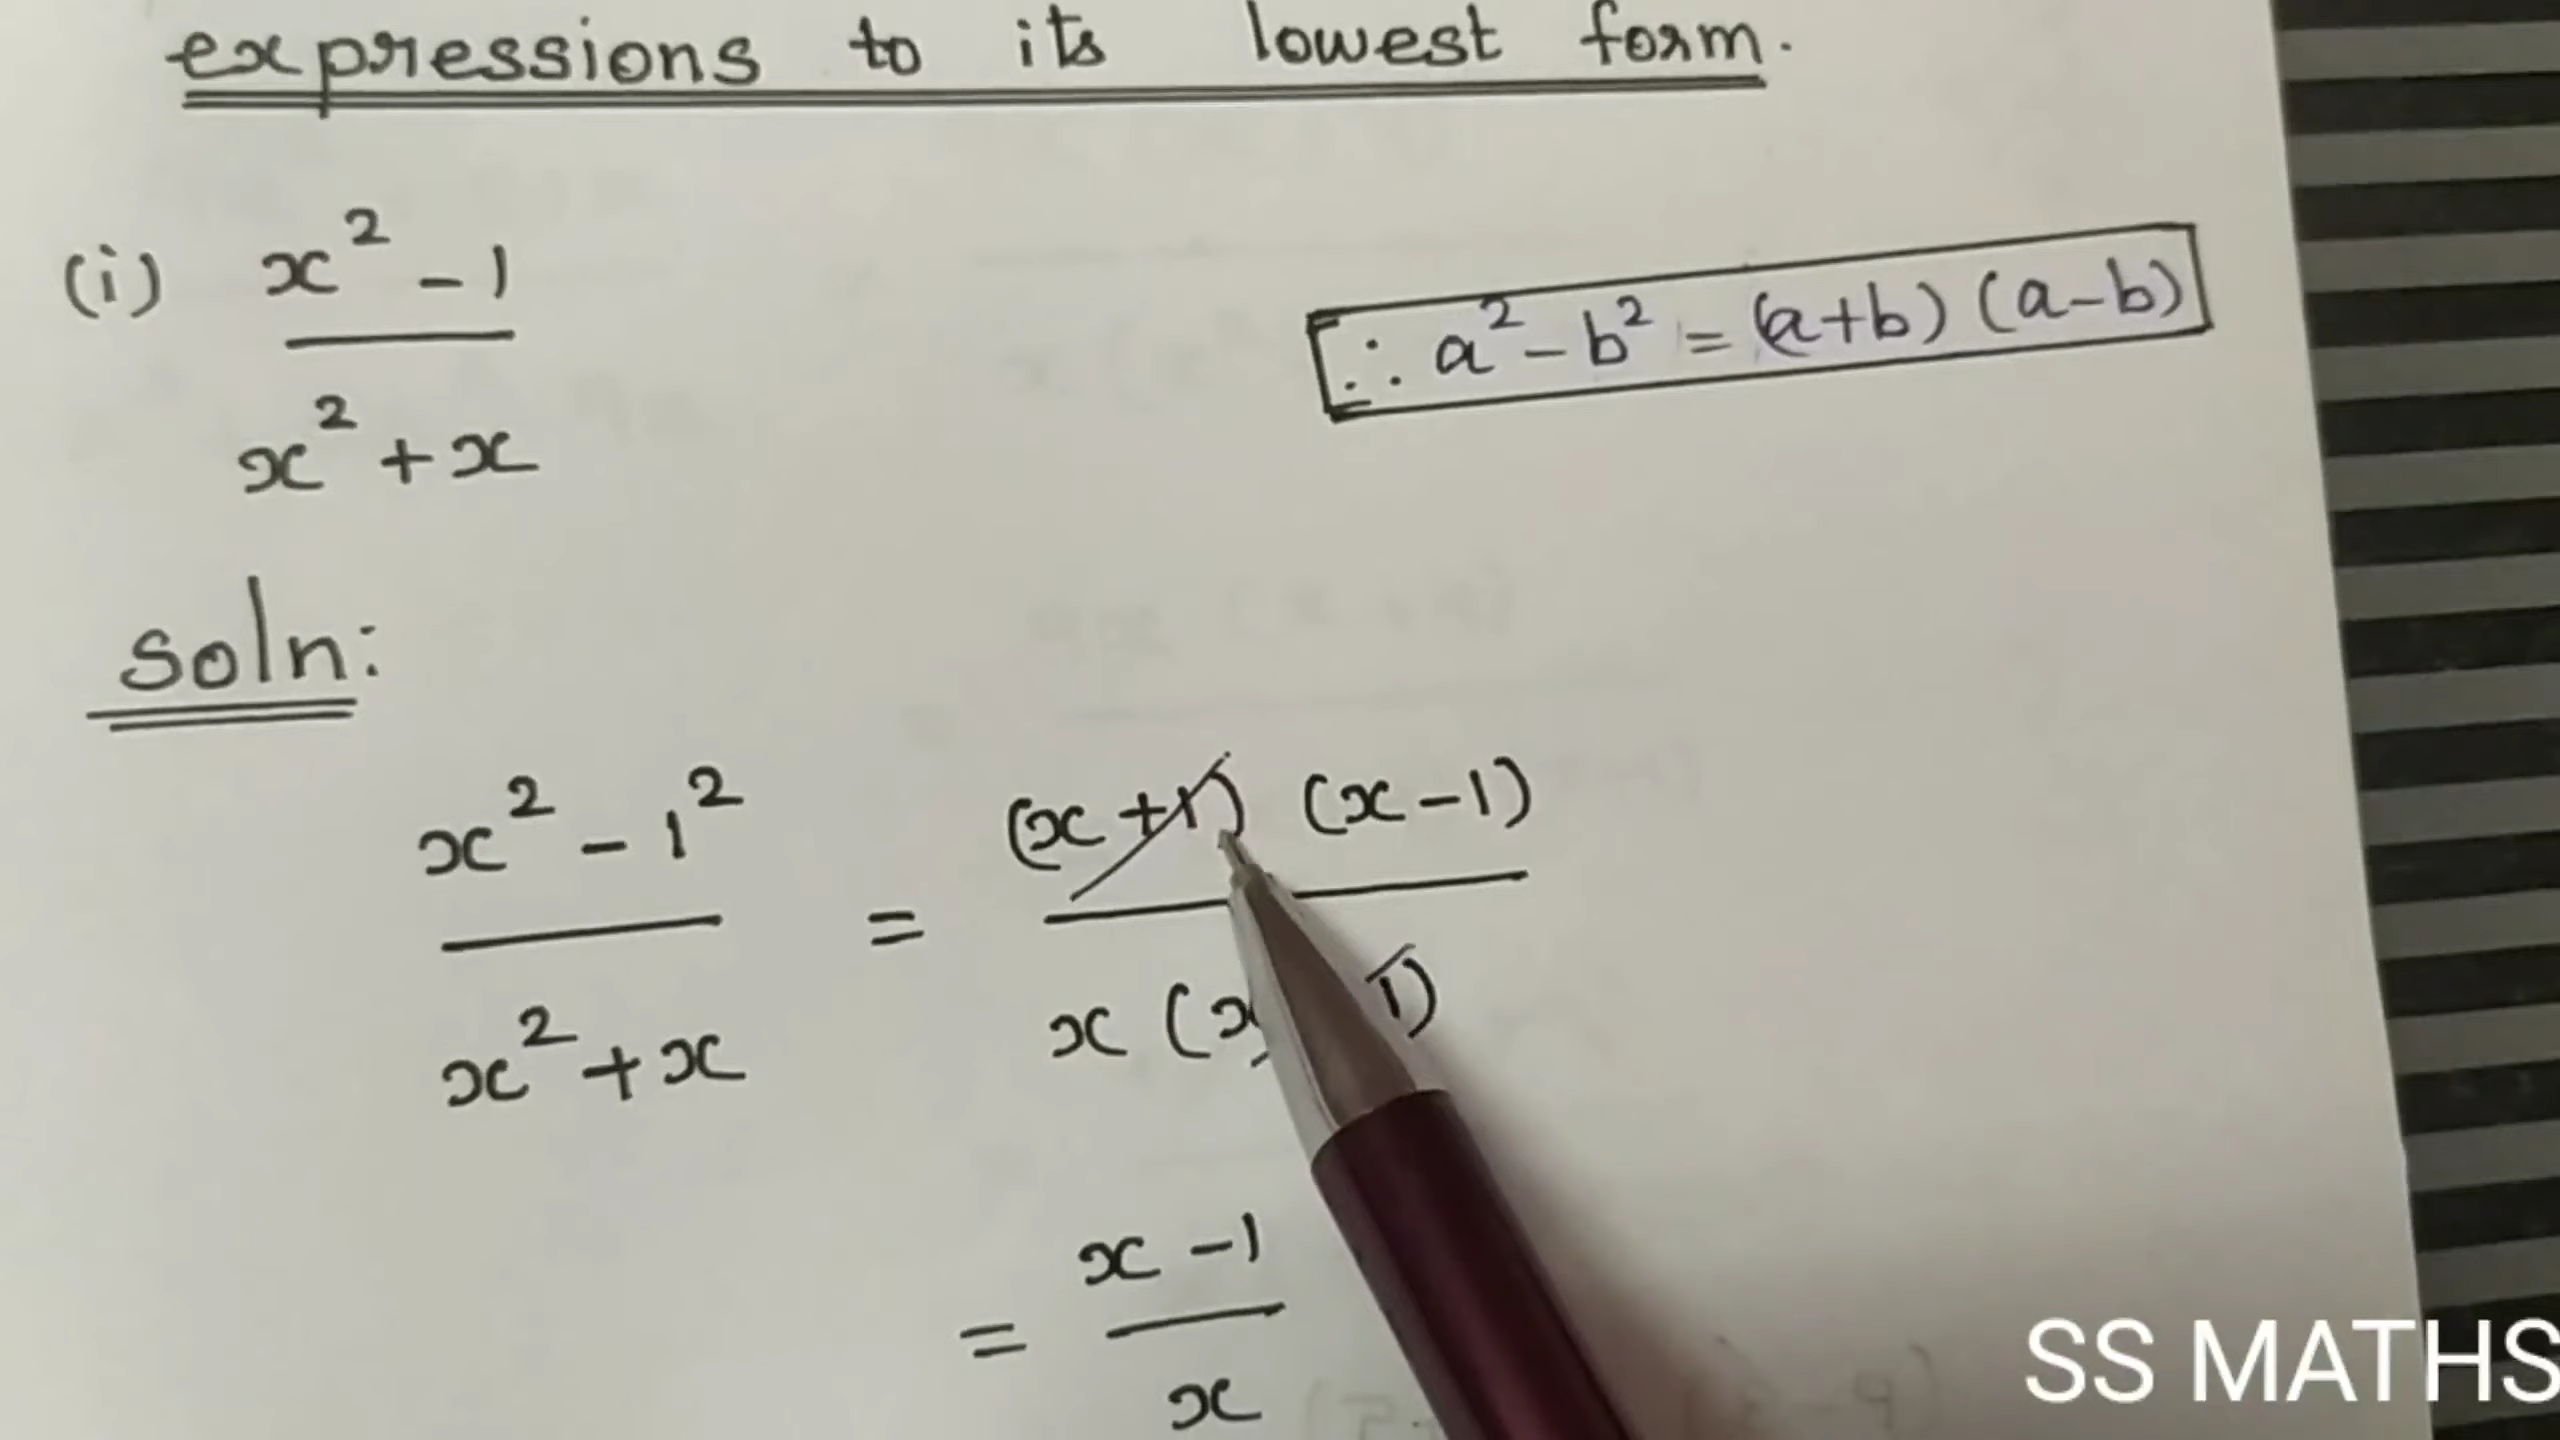 expressions to its lowest form.
(i) x² - 1
x² + x
∴ a² - b² = (a+b) (a-b)
Soln:
x² - 1² = (x+1) (x-1)
x² + x x (x 1)
= x - 1
x
SS MATHS